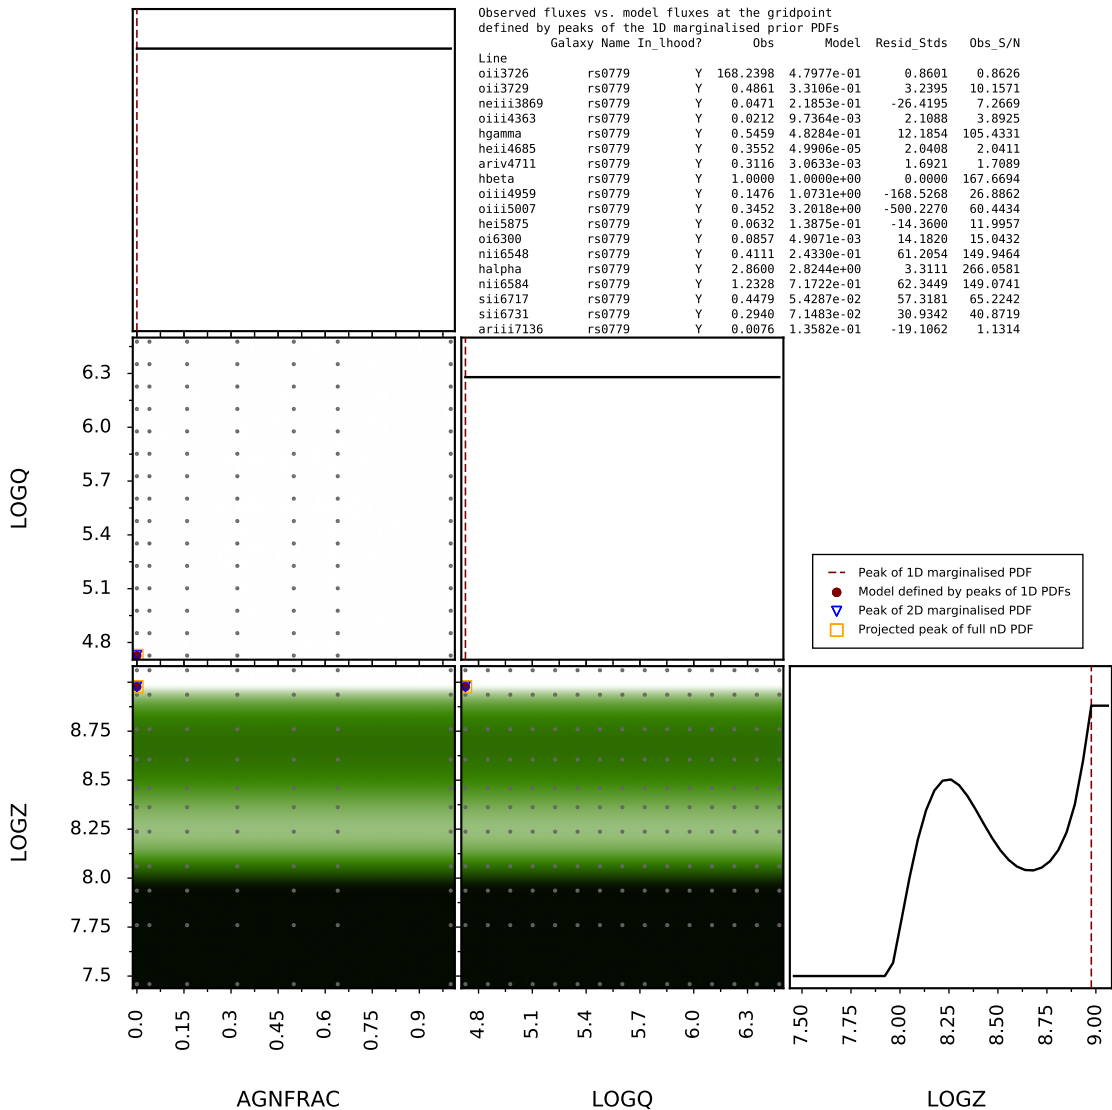 Observed fluxes vs. model fluxes at the gridpoint
defined by peaks of the 1D marginalised prior PDFs
Galaxy Name In_lhood? Obs Model Resid_Stds Obs_S/N
Line
oii3726 rs0779 Y 168.2398 4.7977e-01 0.8601 0.8626
oii3729 rs0779 Y 0.4861 3.3106e-01 3.2395 10.1571
neiii3869 rs0779 Y 0.0471 2.1853e-01 -26.4195 7.2669
oiii4363 rs0779 Y 0.0212 9.7364e-03 2.1088 3.8925
hgamma rs0779 Y 0.5459 4.8284e-01 12.1854 105.4331
heii4685 rs0779 Y 0.3552 4.9906e-05 2.0408 2.0411
ariv4711 rs0779 Y 0.3116 3.0633e-03 1.6921 1.7089
hbeta rs0779 Y 1.0000 1.0000e+00 0.0000 167.6694
oiii4959 rs0779 Y 0.1476 1.0731e+00 -168.5268 26.8862
oiii5007 rs0779 Y 0.3452 3.2018e+00 -500.2270 60.4434
hei5875 rs0779 Y 0.0632 1.3875e-01 -14.3600 11.9957
oi6300 rs0779 Y 0.0857 4.9071e-03 14.1820 15.0432
nii6548 rs0779 Y 0.4111 2.4330e-01 61.2054 149.9464
halpha rs0779 Y 2.8600 2.8244e+00 3.3111 266.0581
nii6584 rs0779 Y 1.2328 7.1722e-01 62.3449 149.0741
sii6717 rs0779 Y 0.4479 5.4287e-02 57.3181 65.2242
sii6731 rs0779 Y 0.2940 7.1483e-02 30.9342 40.8719
ariii7136 rs0779 Y 0.0076 1.3582e-01 -19.1062 1.1314
6.3
6.0
5.7
5.4
5.1
4.8
LOGQ
Peak of 1D marginalised PDF
Model defined by peaks of 1D PDFs
Peak of 2D marginalised PDF
Projected peak of full nD PDF
8.75
8.5
8.25
8.0
7.75
7.5
LOGZ
0.0 0.15 0.3 0.45 0.6 0.75 0.9
4.8 5.1 5.4 5.7 6.0 6.3
7.50 7.75 8.00 8.25 8.50 8.75 9.00
AGNFRAC LOGQ LOGZ